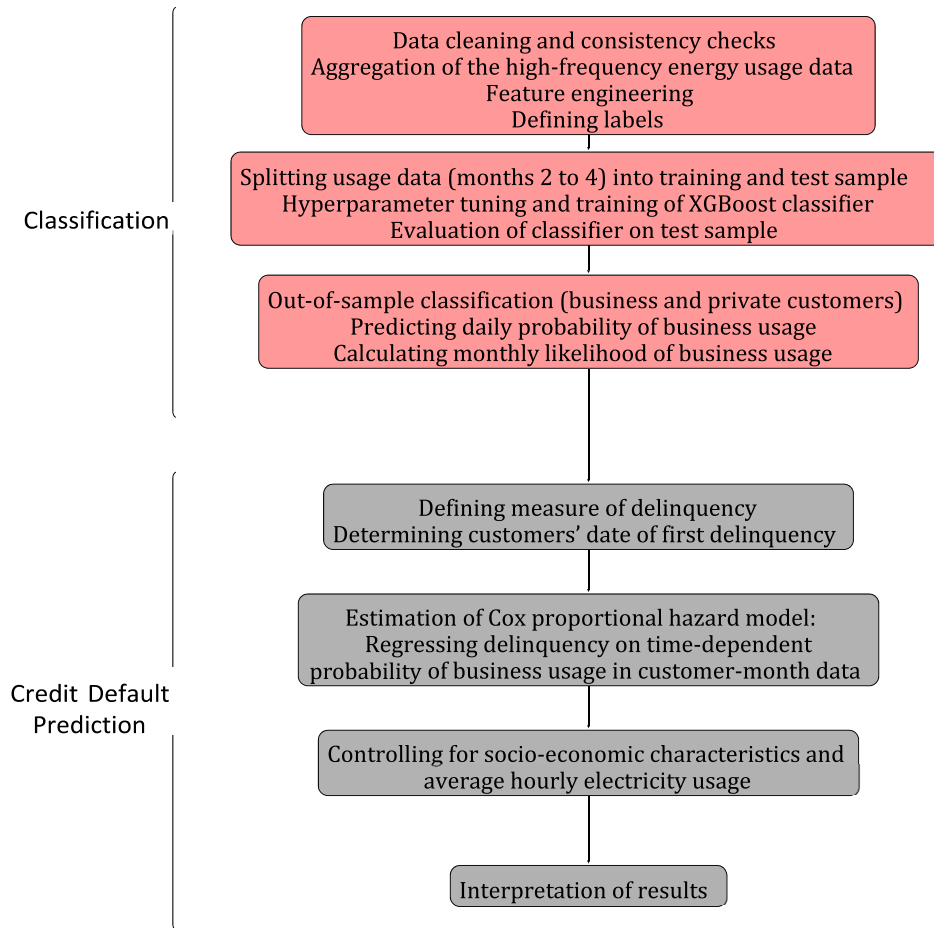 Data cleaning and consistency checks
Aggregation of the high-frequency energy usage data
Feature engineering
Defining labels
Splitting usage data (months 2 to 4) into training and test sample
Hyperparameter tuning and training of XGBoost classifier
Evaluation of classifier on test sample
Classification
Out-of-sample classification (business and private customers)
Predicting daily probability of business usage
Calculating monthly likelihood of business usage
Defining measure of delinquency
Determining customers’ date of first delinquency
Estimation of Cox proportional hazard model:
Regressing delinquency on time-dependent
probability of business usage in customer-month data
Credit Default
Prediction
Controlling for socio-economic characteristics and
average hourly electricity usage
Interpretation of results